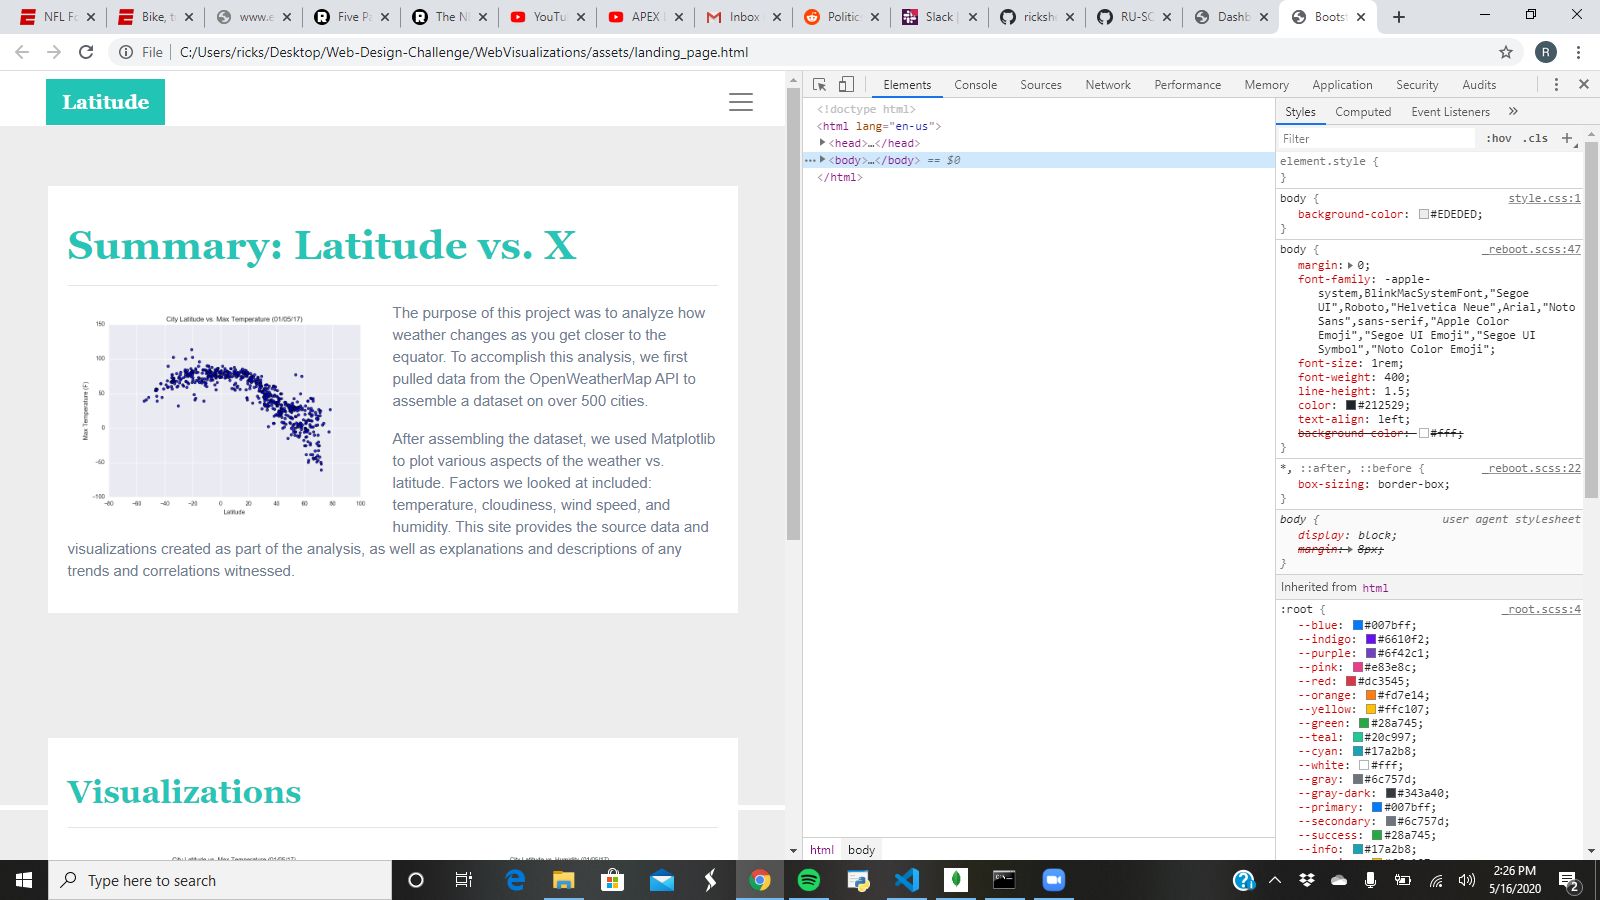 NFL Fo
Bike, tr
www.e
Five Pa
The Ni
YouTu
APEX L
Inbox
Politics
Slack |
ricksh
RU-SC
Dashb
Bootst
File
C:/Users/ricks/Desktop/Web-Design-Challenge/WebVisualizations/assets/landing_page.html
R
Latitude
Summary: Latitude vs. X
City Latitude vs. Max Temperature (01/05/17)
Max Temperature (F)
150
100
50
0
−50
−100
−80 −60 −40 −20 0 20 40 60 80 100
Latitude
The purpose of this project was to analyze how
weather changes as you get closer to the
equator. To accomplish this analysis, we first
pulled data from the OpenWeatherMap API to
assemble a dataset on over 500 cities.
After assembling the dataset, we used Matplotlib
to plot various aspects of the weather vs.
latitude. Factors we looked at included:
temperature, cloudiness, wind speed, and
humidity. This site provides the source data and
visualizations created as part of the analysis, as well as explanations and descriptions of any
trends and correlations witnessed.
Visualizations
City Latitude vs. Max Temperature (01/05/17)
City Latitude vs. Humidity (01/05/17)
Elements Console Sources Network Performance Memory Application Security Audits
<!doctype html>
<html lang="en-us">
<head>…</head>
<body>…</body> == $0
</html>
html body
Styles Computed Event Listeners »
Filter :hov .cls +
element.style {
}
body { style.css:1
background-color: #EDEDED;
}
body { _reboot.scss:47
margin: 0;
font-family: -apple-
system,BlinkMacSystemFont,"Segoe
UI",Roboto,"Helvetica Neue",Arial,"Noto
Sans",sans-serif,"Apple Color
Emoji","Segoe UI Emoji","Segoe UI
Symbol","Noto Color Emoji";
font-size: 1rem;
font-weight: 400;
line-height: 1.5;
color: #212529;
text-align: left;
background-color: #fff;
}
*, ::after, ::before { _reboot.scss:22
box-sizing: border-box;
}
body { user agent stylesheet
display: block;
margin: 8px;
}
Inherited from html
:root { _root.scss:4
--blue: #007bff;
--indigo: #6610f2;
--purple: #6f42c1;
--pink: #e83e8c;
--red: #dc3545;
--orange: #fd7e14;
--yellow: #ffc107;
--green: #28a745;
--teal: #20c997;
--cyan: #17a2b8;
--white: #fff;
--gray: #6c757d;
--gray-dark: #343a40;
--primary: #007bff;
--secondary: #6c757d;
--success: #28a745;
--info: #17a2b8;
Type here to search
2:26 PM
5/16/2020
2